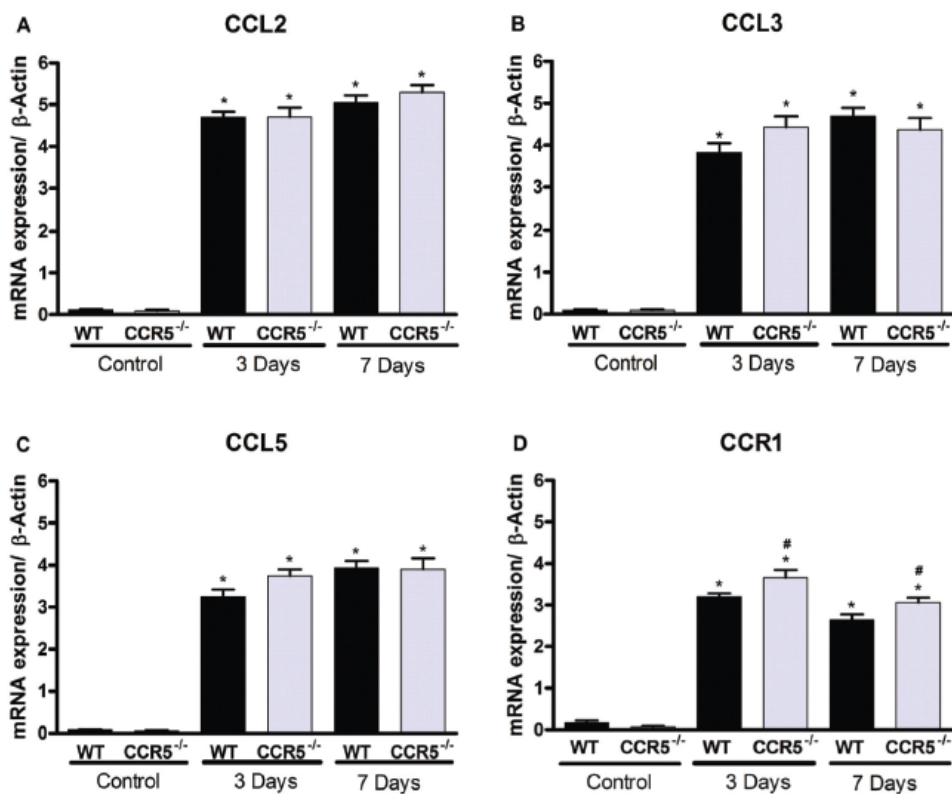 A
CCL2
mRNA expression/ β-Actin
6
5
4
3
2
1
0
* * * *
WT CCR5-/- WT CCR5-/- WT CCR5-/-
Control 3 Days 7 Days
B
CCL3
mRNA expression/ β-Actin
6
5
4
3
2
1
0
* * * *
WT CCR5-/- WT CCR5-/- WT CCR5-/-
Control 3 Days 7 Days
C
CCL5
mRNA expression/ β-Actin
6
5
4
3
2
1
0
* * * *
WT CCR5-/- WT CCR5-/- WT CCR5-/-
Control 3 Days 7 Days
D
CCR1
mRNA expression/ β-Actin
6
5
4
3
2
1
0
# #
* * * *
WT CCR5-/- WT CCR5-/- WT CCR5-/-
Control 3 Days 7 Days